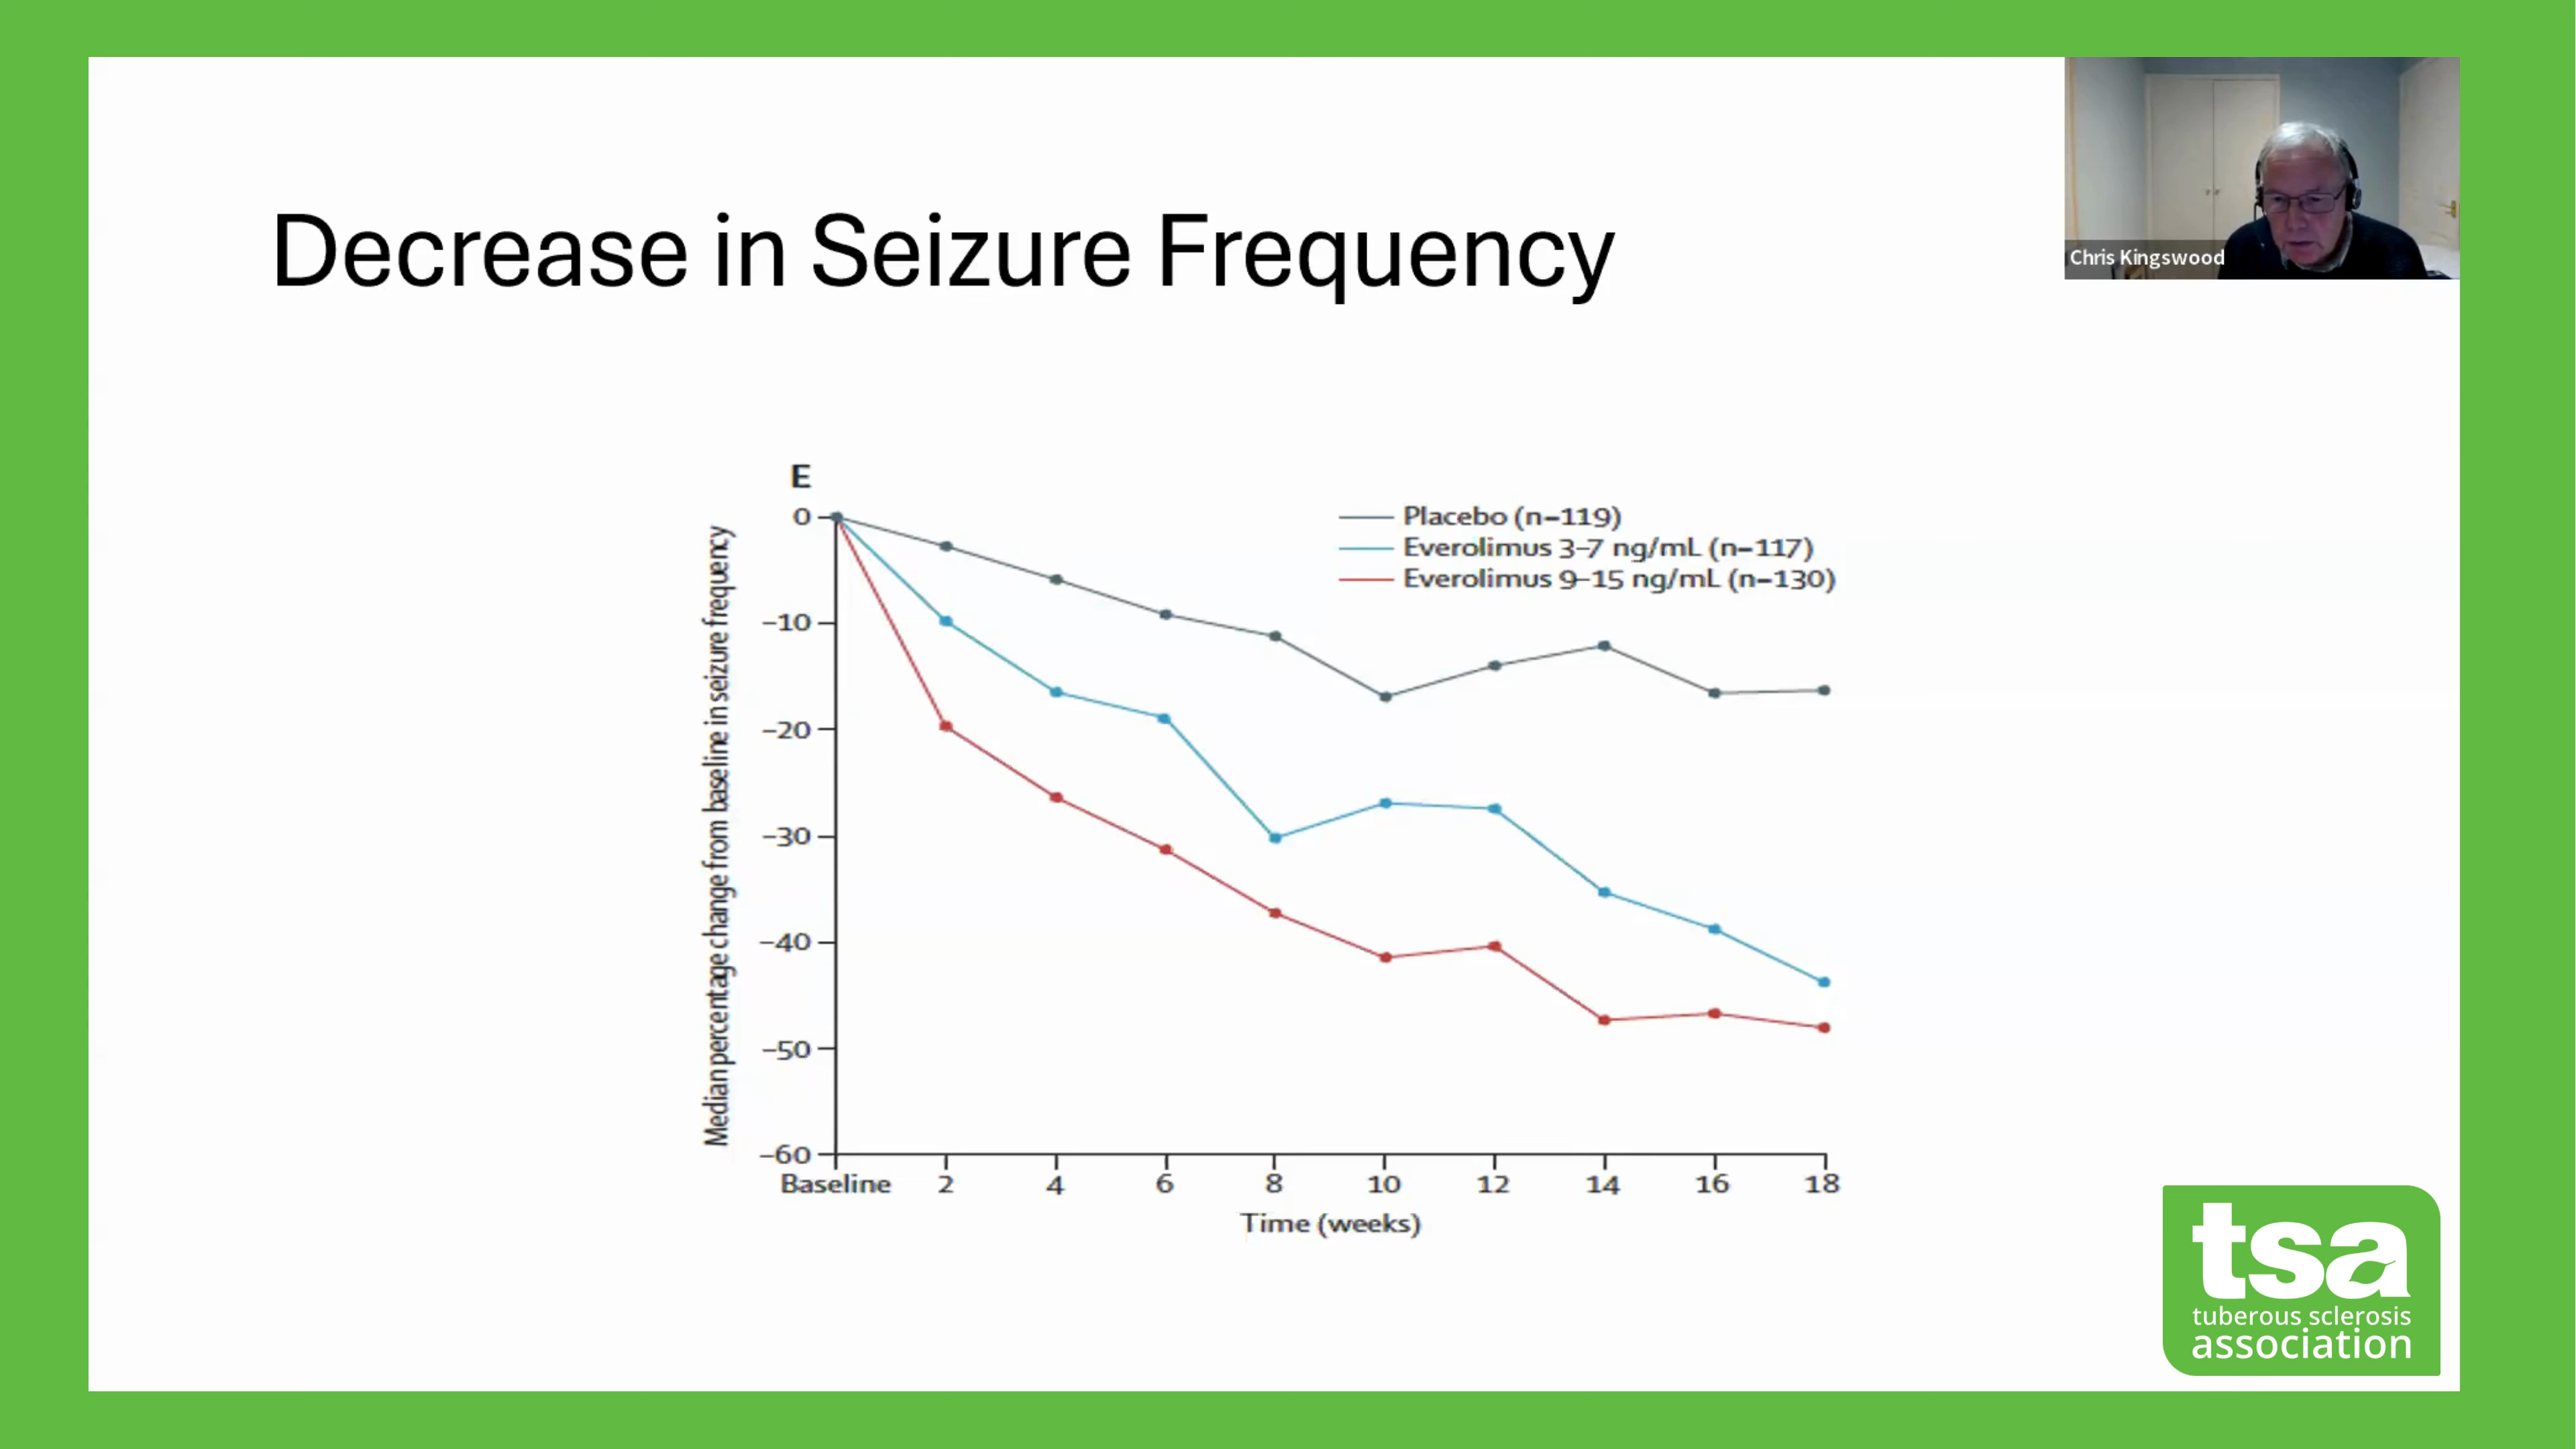 Chris Kingswood
Decrease in Seizure Frequency
E
Placebo (n=119)
Everolimus 3–7 ng/mL (n=117)
Everolimus 9–15 ng/mL (n=130)
Median percentage change from baseline in seizure frequency
0
–10
–20
–30
–40
–50
–60
Baseline 2 4 6 8 10 12 14 16 18
Time (weeks)
tsa
tuberous sclerosis
association